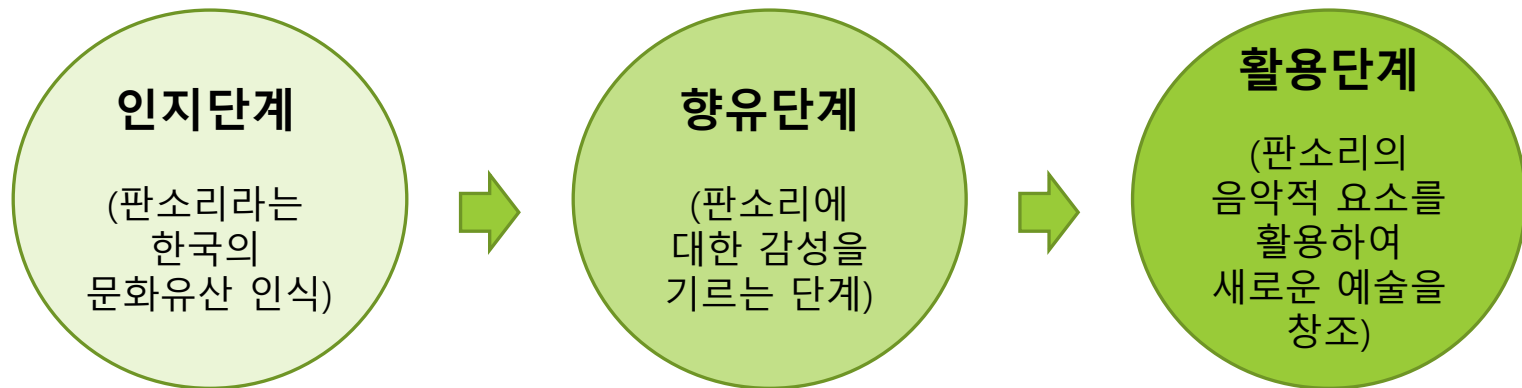 인지단계
(판소리라는
한국의
문화유산 인식)
향유단계
(판소리에
대한 감성을
기르는 단계)
활용단계
(판소리의
음악적 요소를
활용하여
새로운 예술을
창조)